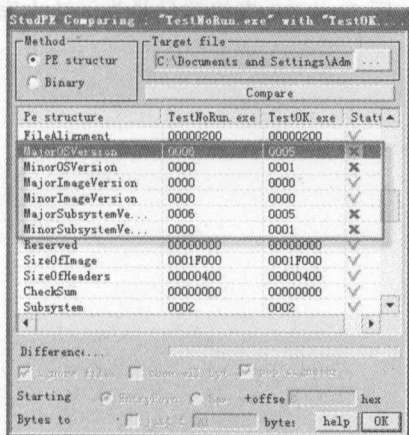 StudPE Comparing : "TestNoRun.exe" with "TestOK.
Method
Target file
PE structur
C:\Documents and Settings\Adm ...
Binary
Compare
Pe structure TestNoRun.exe TestOK.exe Stat
FileAlignment 00000200 00000200
MajorOSVersion 0006 0005
MinorOSVersion 0000 0001
MajorImageVersion 0000 0000
MinorImageVersion 0000 0000
MajorSubsystemVe... 0006 0005
MinorSubsystemVe... 0000 0001
Reserved 00000000 00000000
SizeOfImage 0001F000 0001F000
SizeOfHeaders 00000400 00000400
CheckSum 00000000 00000000
Subsystem 0002 0002
Difference...
Starting +offse hex
Bytes to bytes help OK